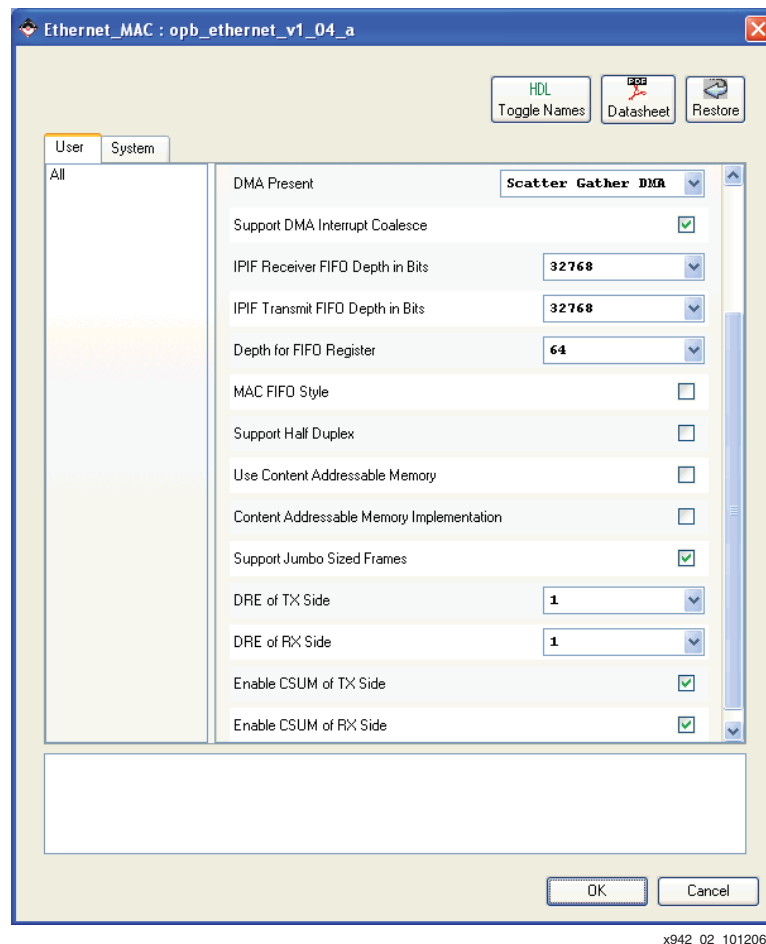 Ethernet_MAC : opb_ethernet_v1_04_a
HDL
Toggle Names
PDF
Datasheet
Restore
User
System
All
DMA Present
Scatter Gather DMA
Support DMA Interrupt Coalesce
IPIF Receiver FIFO Depth in Bits
32768
IPIF Transmit FIFO Depth in Bits
32768
Depth for FIFO Register
64
MAC FIFO Style
Support Half Duplex
Use Content Addressable Memory
Content Addressable Memory Implementation
Support Jumbo Sized Frames
DRE of TX Side
1
DRE of RX Side
1
Enable CSUM of TX Side
Enable CSUM of RX Side
OK
Cancel
x942_02_101206